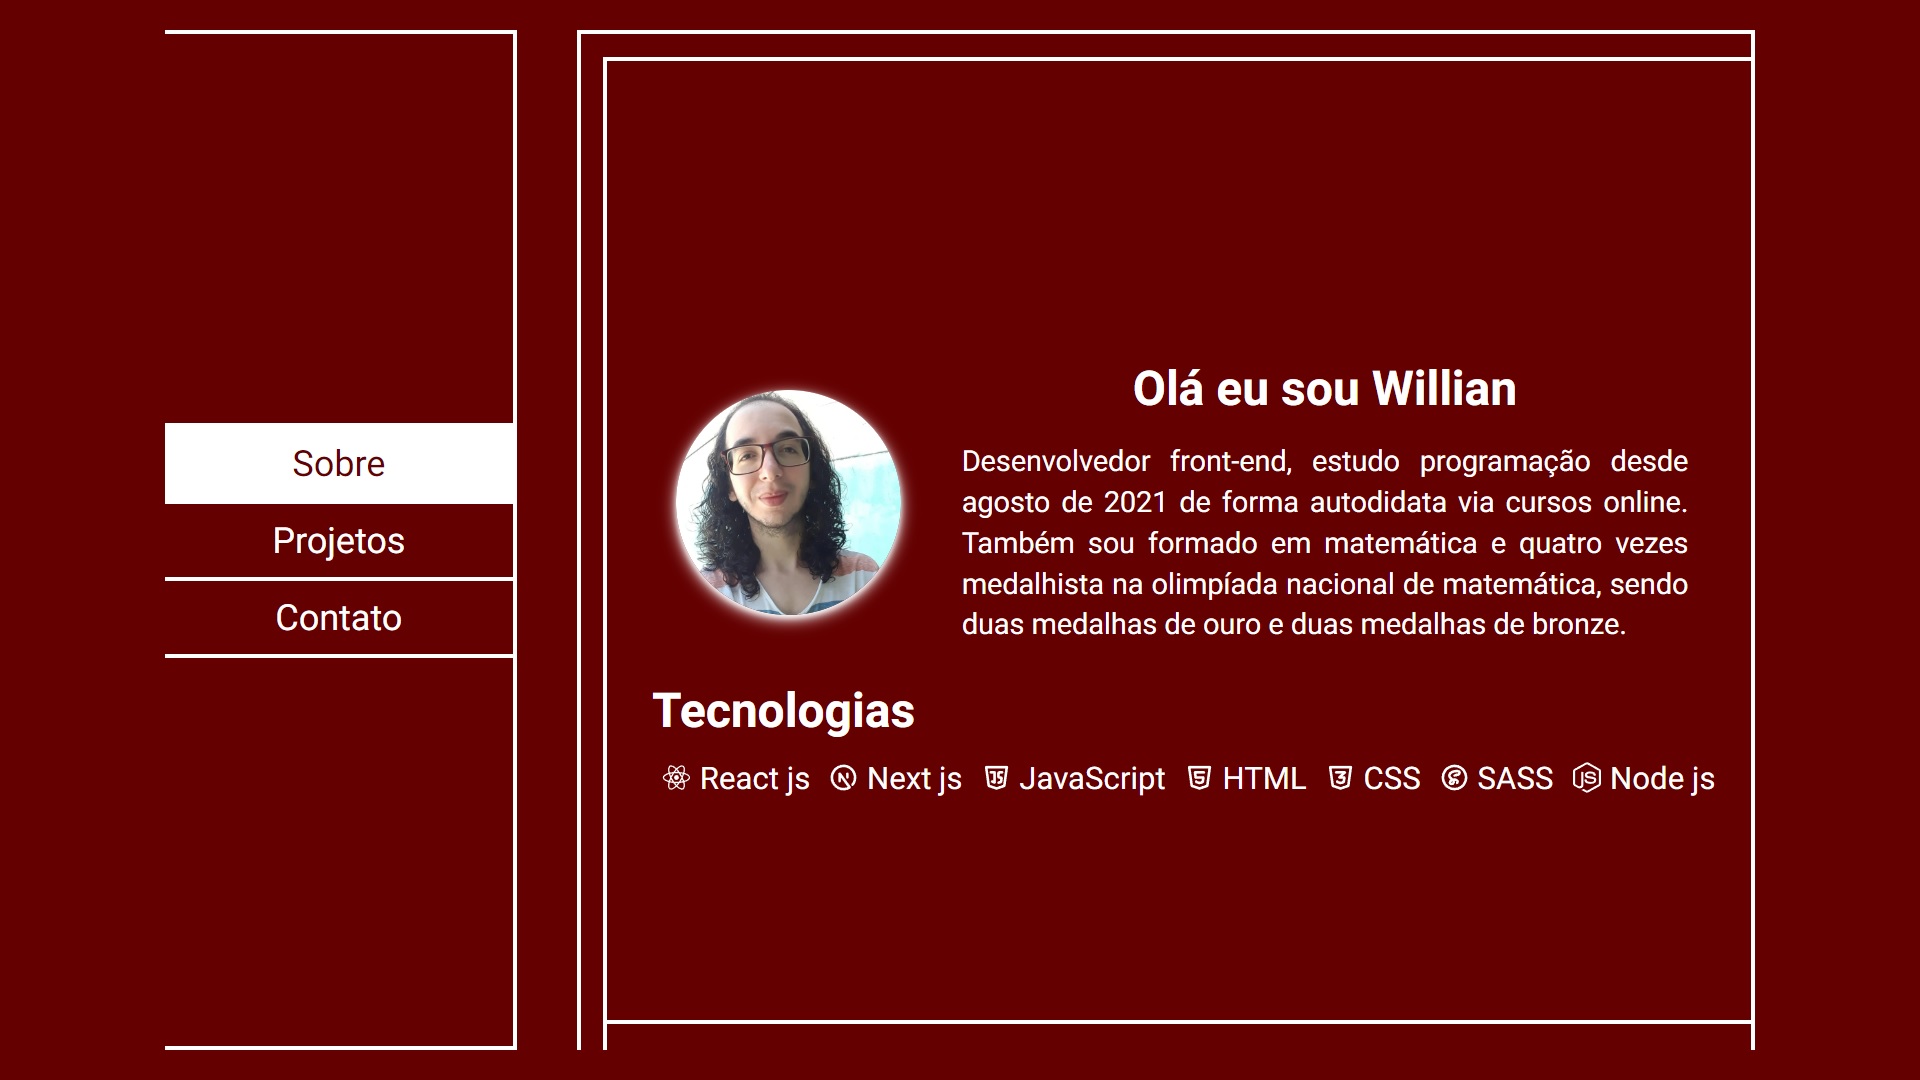 Sobre
Projetos
Contato
Olá eu sou Willian
Desenvolvedor front-end, estudo programação desde
agosto de 2021 de forma autodidata via cursos online.
Também sou formado em matemática e quatro vezes
medalhista na olimpíada nacional de matemática, sendo
duas medalhas de ouro e duas medalhas de bronze.
Tecnologias
React js Next js JavaScript HTML CSS SASS Node js